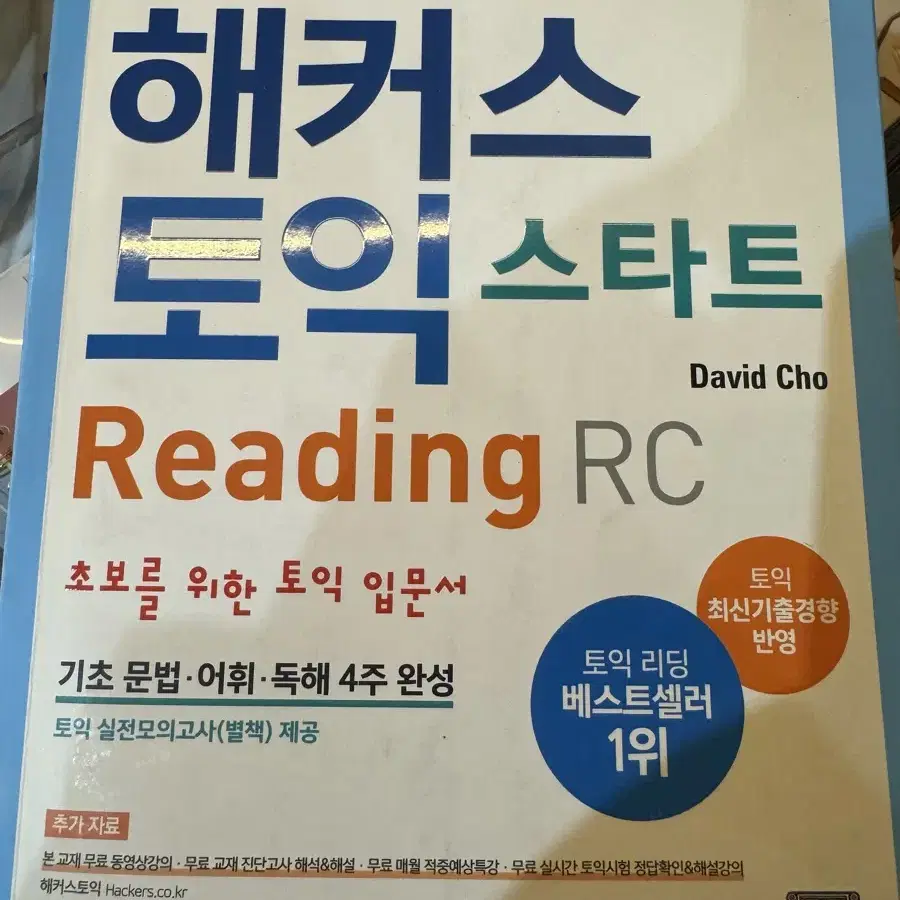 해커스
토익 스타트
David Cho
Reading RC
초보를 위한 토익 입문서
기초 문법·어휘·독해 4주 완성
토익 실전모의고사(별책) 제공
토익
최신기출경향
반영
토익 리딩
베스트셀러
1위
추가 자료
본 교재 무료 동영상강의 · 무료 교재 진단고사 해석&해설 · 무료 매월 적중예상특강 · 무료 실시간 토익시험 정답확인&해설강의
해커스토익 Hackers.co.kr